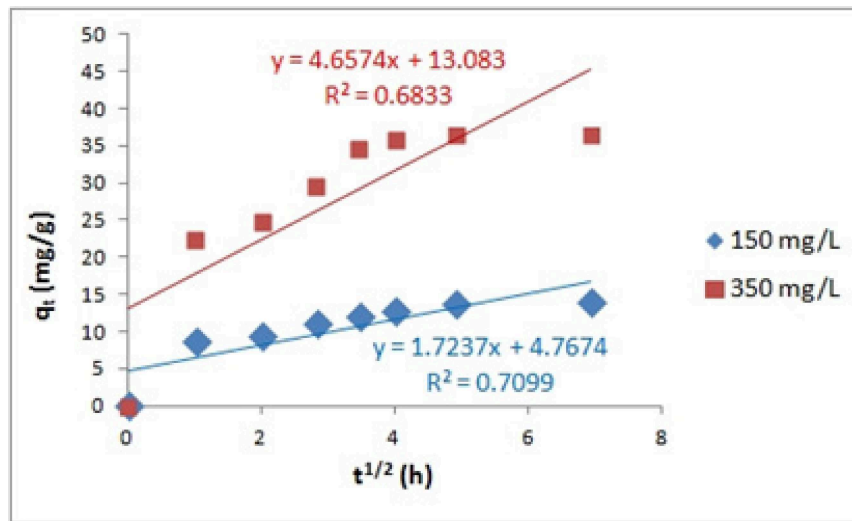 50
45
40
35
30
25
20
15
10
5
0
qₜ (mg/g)
y = 4.6574x + 13.083
R² = 0.6833
y = 1.7237x + 4.7674
R² = 0.7099
150 mg/L
350 mg/L
0 2 4 6 8
t¹/² (h)